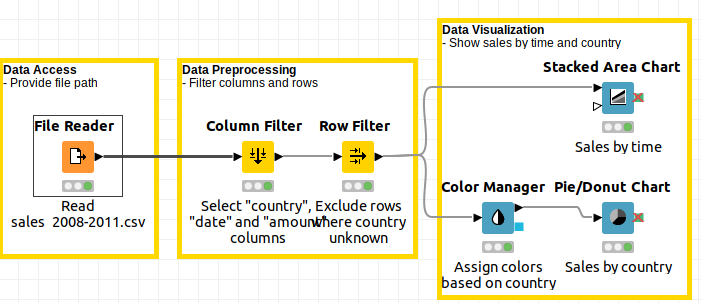 Data Access
- Provide file path
File Reader
Read
sales 2008-2011.csv
Data Preprocessing
- Filter columns and rows
Column Filter
Select "country",
"date" and "amount"
columns
Row Filter
Exclude rows
where country
unknown
Data Visualization
- Show sales by time and country
Stacked Area Chart
Sales by time
Color Manager
Assign colors
based on country
Pie/Donut Chart
Sales by country